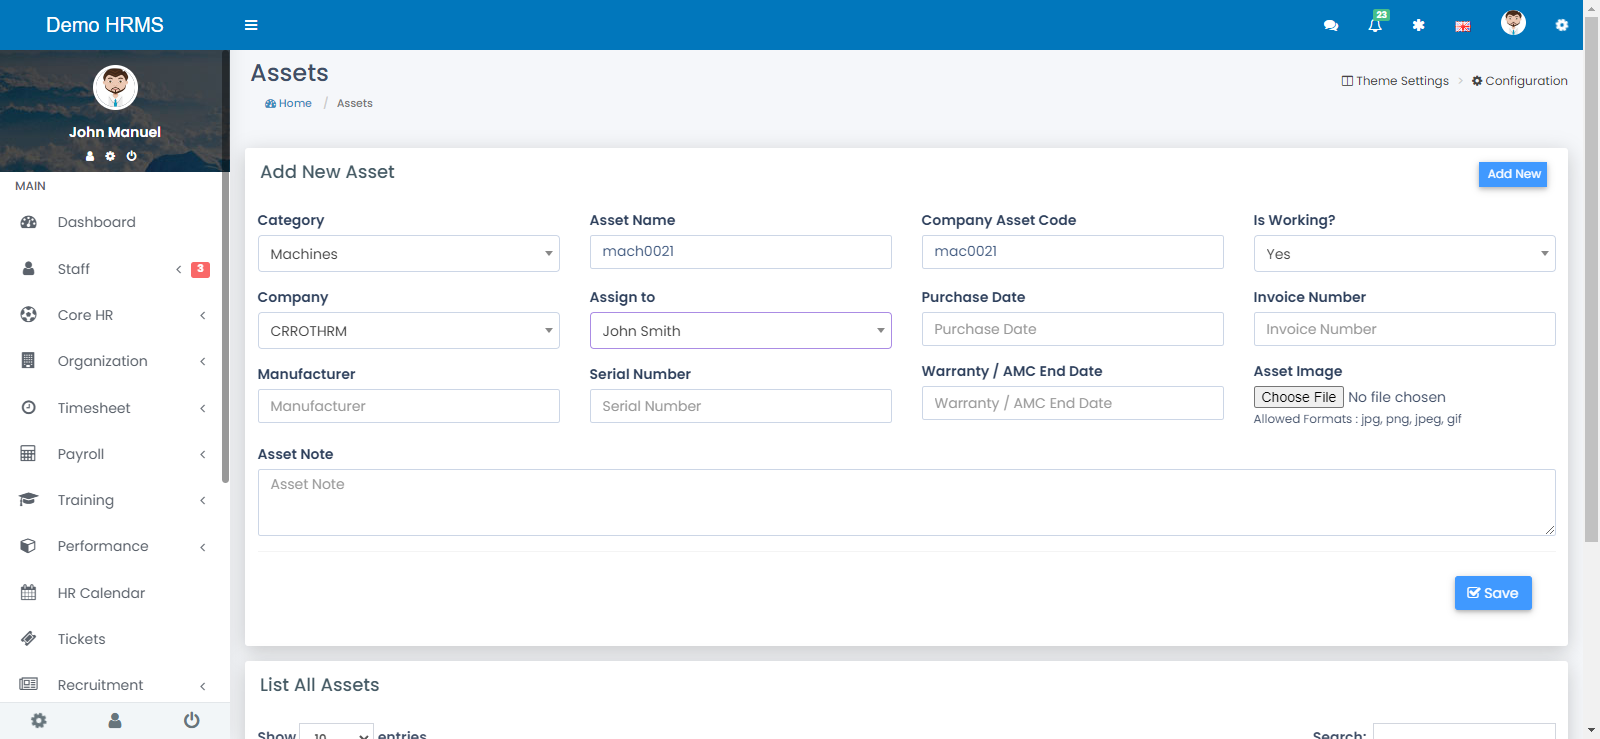 Demo HRMS
23
John Manuel
MAIN
Dashboard
Staff 3
Core HR
Organization
Timesheet
Payroll
Training
Performance
HR Calendar
Tickets
Recruitment
Assets
Home / Assets
Theme Settings > Configuration
Add New Asset
Add New
Category Asset Name Company Asset Code Is Working?
Machines mach0021 mac0021 Yes
Company Assign to Purchase Date Invoice Number
CRROTHRM John Smith Purchase Date Invoice Number
Manufacturer Serial Number Warranty / AMC End Date Asset Image
Manufacturer Serial Number Warranty / AMC End Date Choose File No file chosen
Allowed Formats : jpg, png, jpeg, gif
Asset Note
Asset Note
Save
List All Assets
Show 10 entries Search: